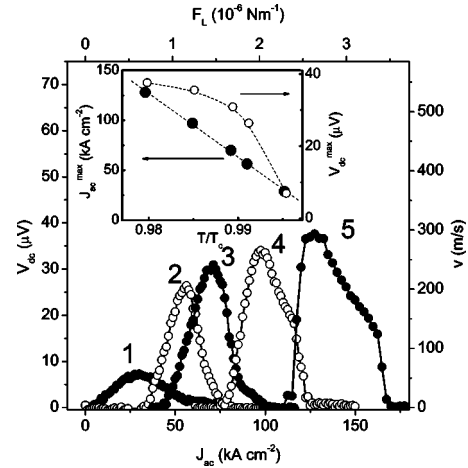 F_L (10^-6 Nm^-1)
0 1 2 3
V_dc (μV)
70
60
50
40
30
20
10
0
J_ac^max (kA cm^-2)
150
100
50
0
0.98 0.99
T/T_c
40
20
0
V_dc^max (μV)
1 2 3 4 5
500
400
300
200
100
0
v (m/s)
0 50 100 150
J_ac (kA cm^-2)